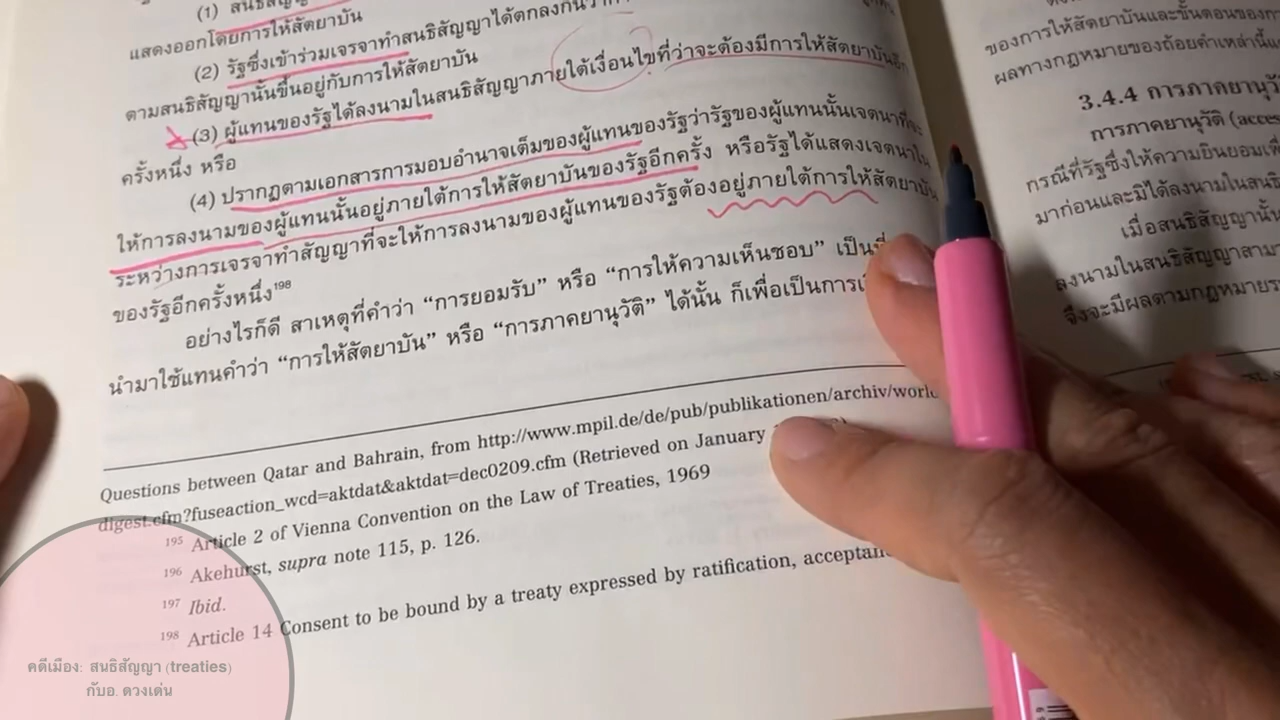 (1) สนธิสัญญา
แสดงออกโดยการให้สัตยาบัน
(2) รัฐซึ่งเข้าร่วมเจรจาทำสนธิสัญญาได้ตกลงกันว่าการ
ตามสนธิสัญญานั้นขึ้นอยู่กับการให้สัตยาบัน
(3) ผู้แทนของรัฐได้ลงนามในสนธิสัญญาภายใต้เงื่อนไขที่ว่าจะต้องมีการให้สัตยาบันอีก
ครั้งหนึ่ง หรือ
(4) ปรากฏตามเอกสารการมอบอำนาจเต็มของผู้แทนของรัฐว่ารัฐของผู้แทนนั้นเจตนาที่จะ
ให้การลงนามของผู้แทนนั้นอยู่ภายใต้การให้สัตยาบันของรัฐอีกครั้ง หรือรัฐได้แสดงเจตนาใน
ระหว่างการเจรจาทำสัญญาที่จะให้การลงนามของผู้แทนของรัฐต้องอยู่ภายใต้การให้สัตยาบัน
ของรัฐอีกครั้งหนึ่ง198
อย่างไรก็ดี สาเหตุที่คำว่า “การยอมรับ” หรือ “การให้ความเห็นชอบ” เป็นที่
นำมาใช้แทนคำว่า “การให้สัตยาบัน” หรือ “การภาคยานุวัติ” ได้นั้น ก็เพื่อเป็นการ
Questions between Qatar and Bahrain, from http://www.mpil.de/de/pub/publikationen/archiv/world
digest.cfm?fuseaction_wcd=aktdat&aktdat=dec0209.cfm (Retrieved on January
195 Article 2 of Vienna Convention on the Law of Treaties, 1969
196 Akehurst, supra note 115, p. 126.
197 Ibid.
198 Article 14 Consent to be bound by a treaty expressed by ratification, acceptan
ของการให้สัตยาบันและขั้นตอนของ
ผลทางกฎหมายของถ้อยคำเหล่านี้
3.4.4 การภาคยานุวั
การภาคยานุวัติ (acces
กรณีที่รัฐซึ่งให้ความยินยอมเพื่
มาก่อนและมิได้ลงนามในสนธิ
เมื่อสนธิสัญญานั้น
ลงนามในสนธิสัญญาสาม
จึงจะมีผลตามกฎหมาย
คดีเมือง: สนธิสัญญา (treaties)
กับอ. ดวงเด่น